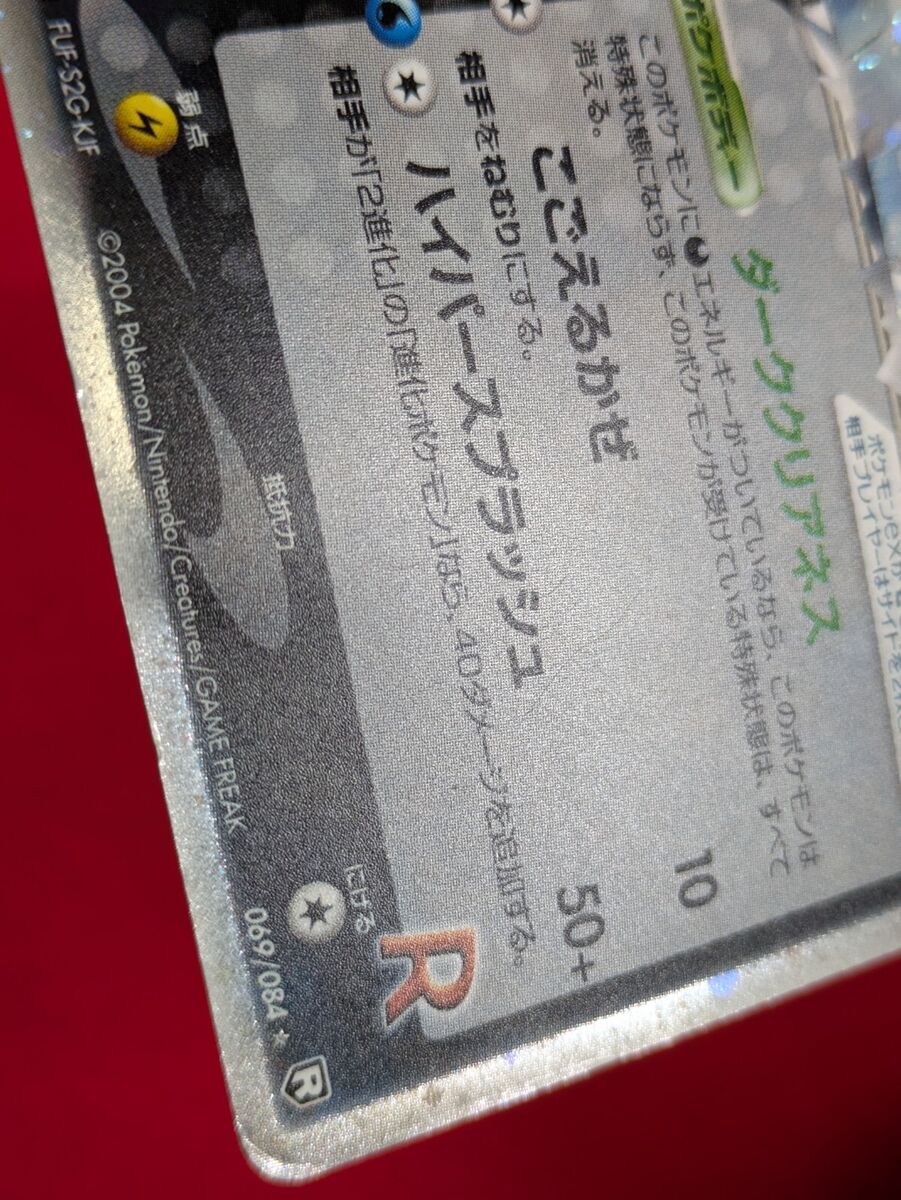 ポケボディー
ダーククリアネス
このポケモンにエネルギーがついているなら、このポケモンは
特殊状態にならず、このポケモンが受けている特殊状態は、すべて
消える。
こごえるかぜ 10
相手をねむりにする。
ハイパースプラッシュ 50+
相手が「2進化」の「進化ポケモン」なら、40ダメージを追加する。
弱点
抵抗力
にげる
R
ポケモンexが
相手プレイヤーはサイドを2
FUF-S2G-KJF
©2004 Pokémon/Nintendo/Creatures/GAME FREAK
069/084 ★
R